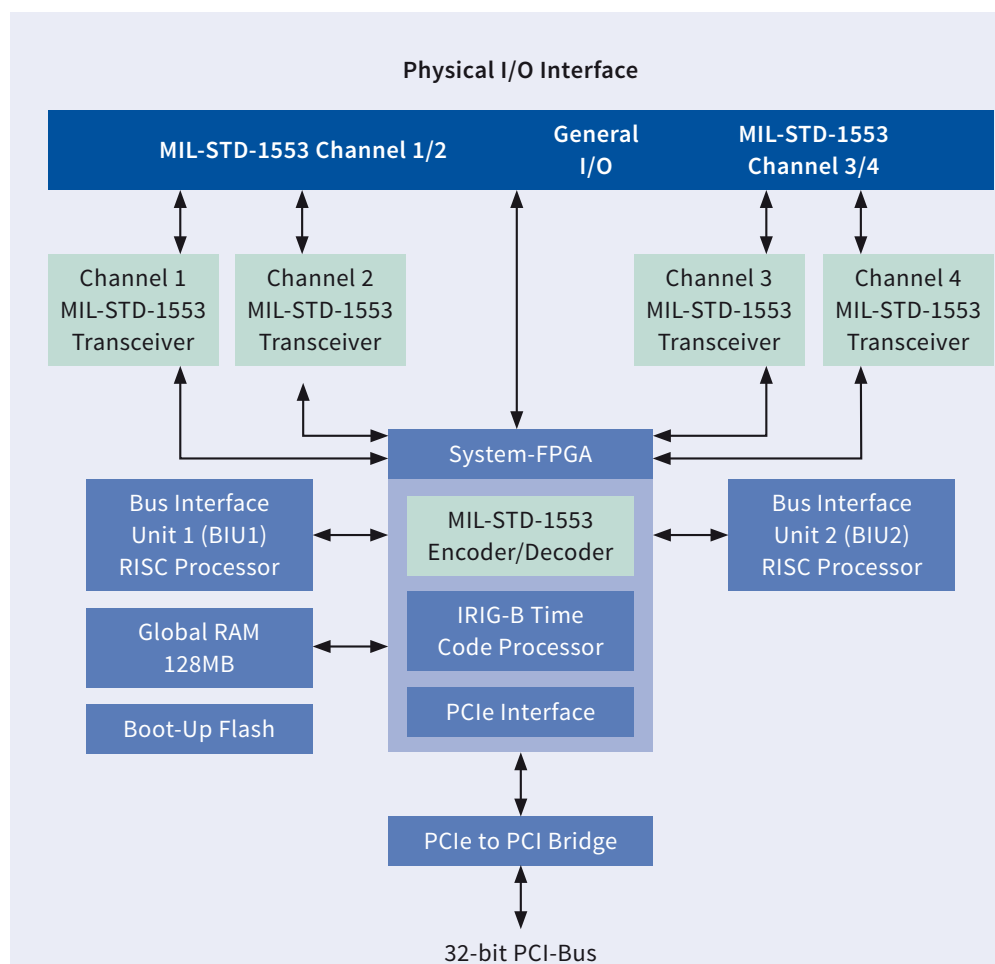 Physical I/O Interface
MIL-STD-1553 Channel 1/2
General
I/O
MIL-STD-1553
Channel 3/4
Channel 1
MIL-STD-1553
Transceiver
Channel 2
MIL-STD-1553
Transceiver
Channel 3
MIL-STD-1553
Transceiver
Channel 4
MIL-STD-1553
Transceiver
System-FPGA
Bus Interface
Unit 1 (BIU1)
RISC Processor
MIL-STD-1553
Encoder/Decoder
Bus Interface
Unit 2 (BIU2)
RISC Processor
Global RAM
128MB
IRIG-B Time
Code Processor
Boot-Up Flash
PCIe Interface
PCIe to PCI Bridge
32-bit PCI-Bus